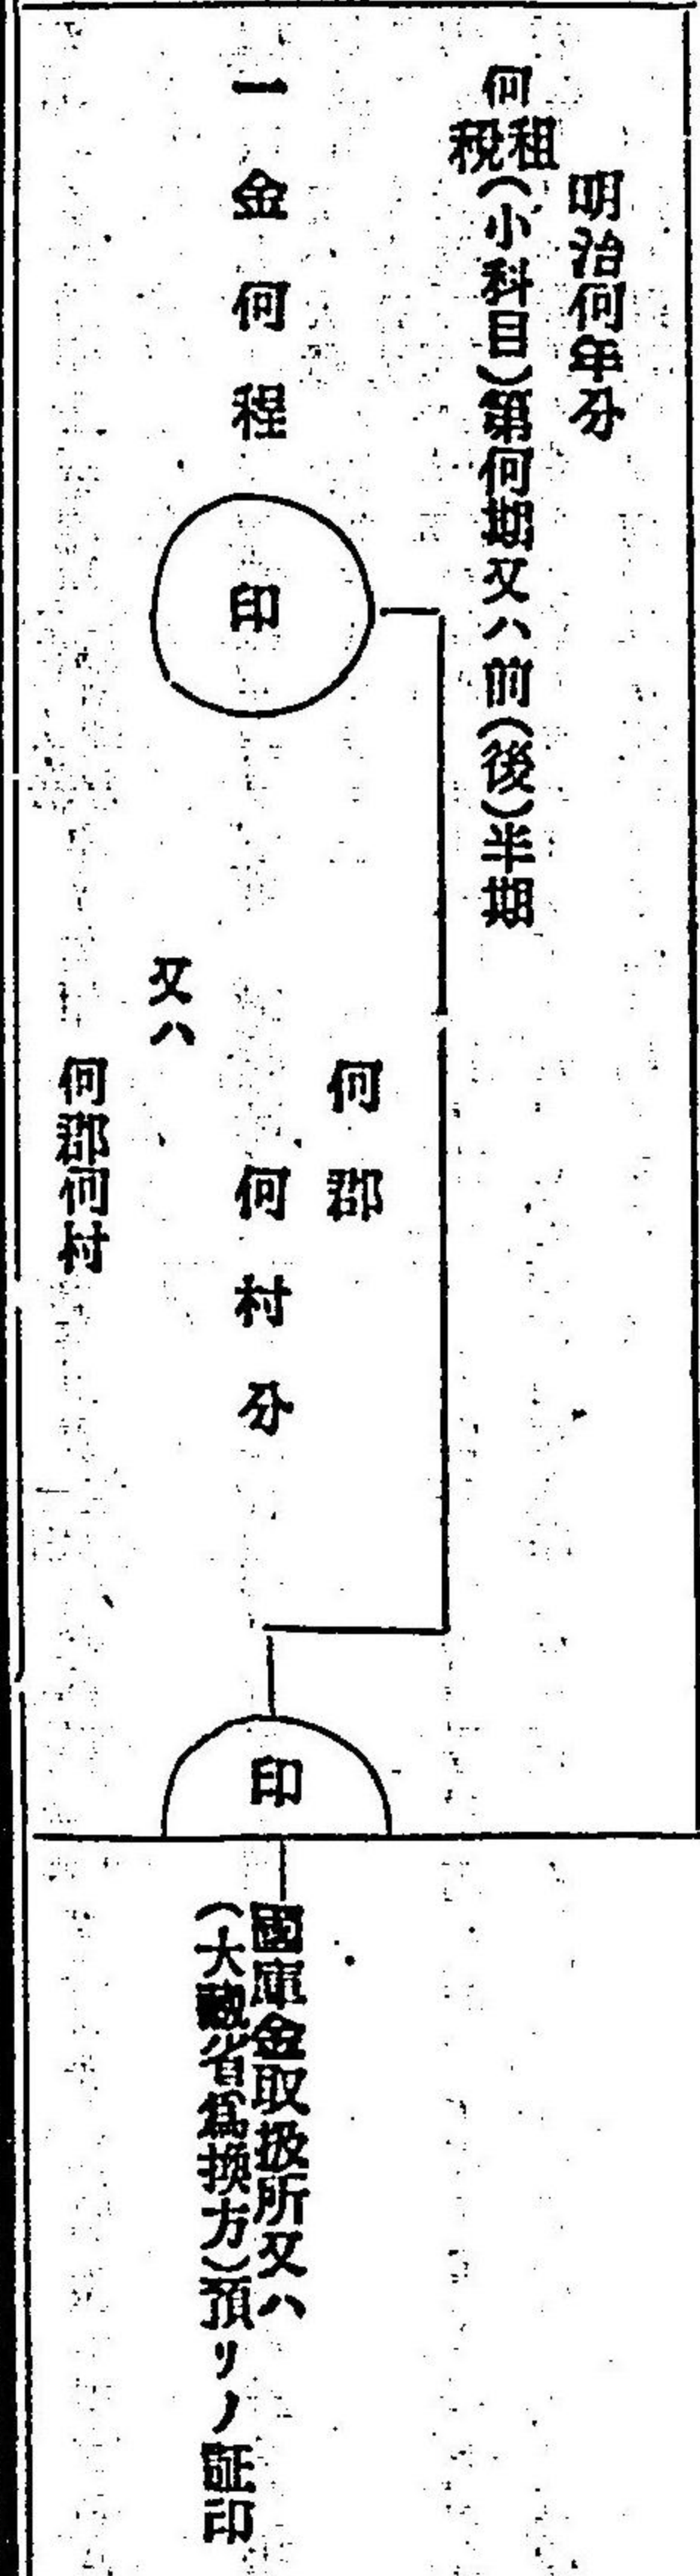 明治何年分
何租税(小科目)第何期又ハ前(後)半期
一金何程
印
何郡
何村分
又ハ
何郡何村
印
國庫金取扱所又ハ
(大藏省爲換方)預リノ証印